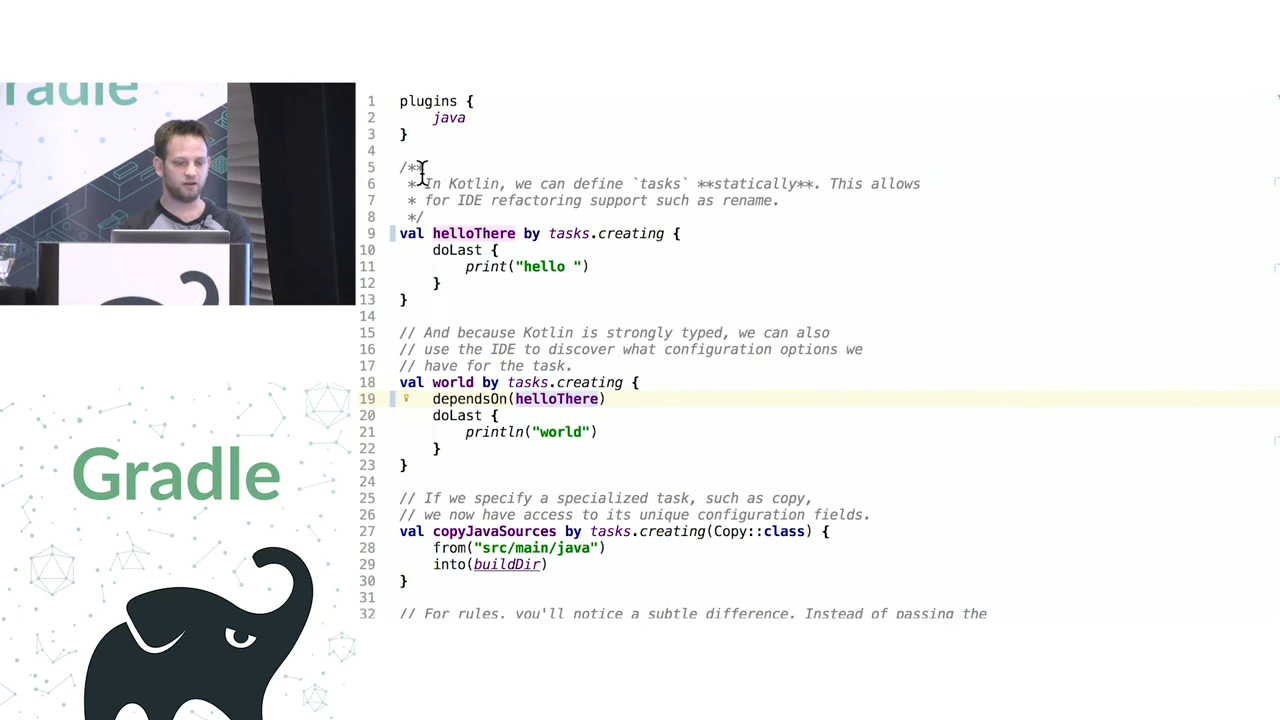 radle
Gradle
1 plugins {
2 java
3 }
4
5 /**
6 * In Kotlin, we can define `tasks` **statically**. This allows
7 * for IDE refactoring support such as rename.
8 */
9 val helloThere by tasks.creating {
10 doLast {
11 print("hello ")
12 }
13 }
14
15 // And because Kotlin is strongly typed, we can also
16 // use the IDE to discover what configuration options we
17 // have for the task.
18 val world by tasks.creating {
19 dependsOn(helloThere)
20 doLast {
21 println("world")
22 }
23 }
24
25 // If we specify a specialized task, such as copy,
26 // we now have access to its unique configuration fields.
27 val copyJavaSources by tasks.creating(Copy::class) {
28 from("src/main/java")
29 into(buildDir)
30 }
31
32 // For rules, you'll notice a subtle difference. Instead of passing the